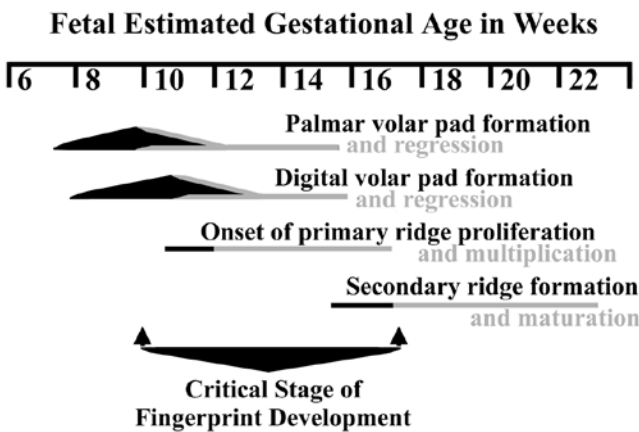 Fetal Estimated Gestational Age in Weeks
6 8 10 12 14 16 18 20 22
Palmar volar pad formation
and regression
Digital volar pad formation
and regression
Onset of primary ridge proliferation
and multiplication
Secondary ridge formation
and maturation
Critical Stage of
Fingerprint Development